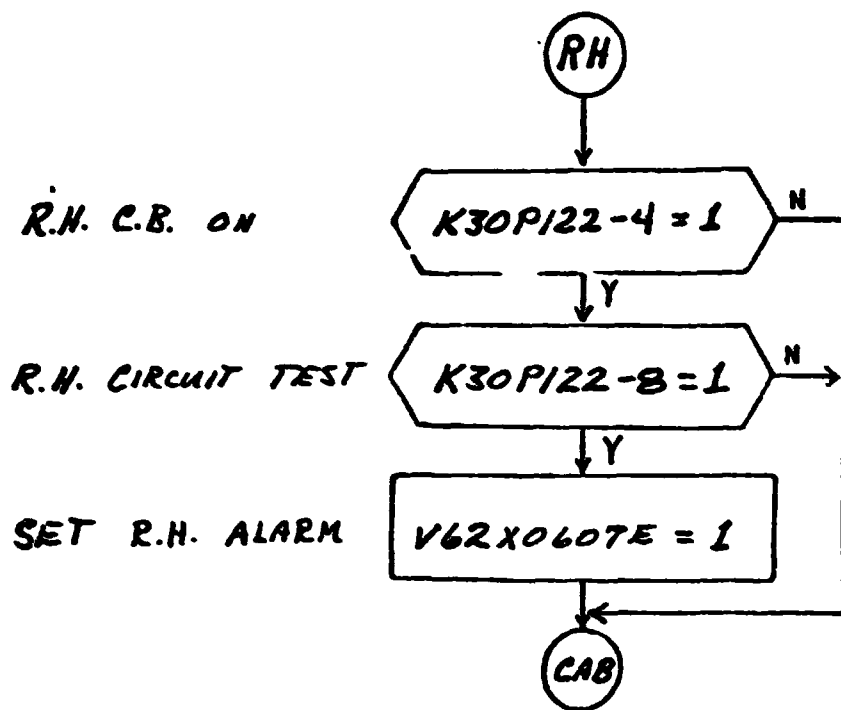 RH
R.H. C.B. ON
K30P122-4 = 1
N
Y
R.H. CIRCUIT TEST
K30P122-8 = 1
N
Y
SET R.H. ALARM
V62X0607E = 1
CAB